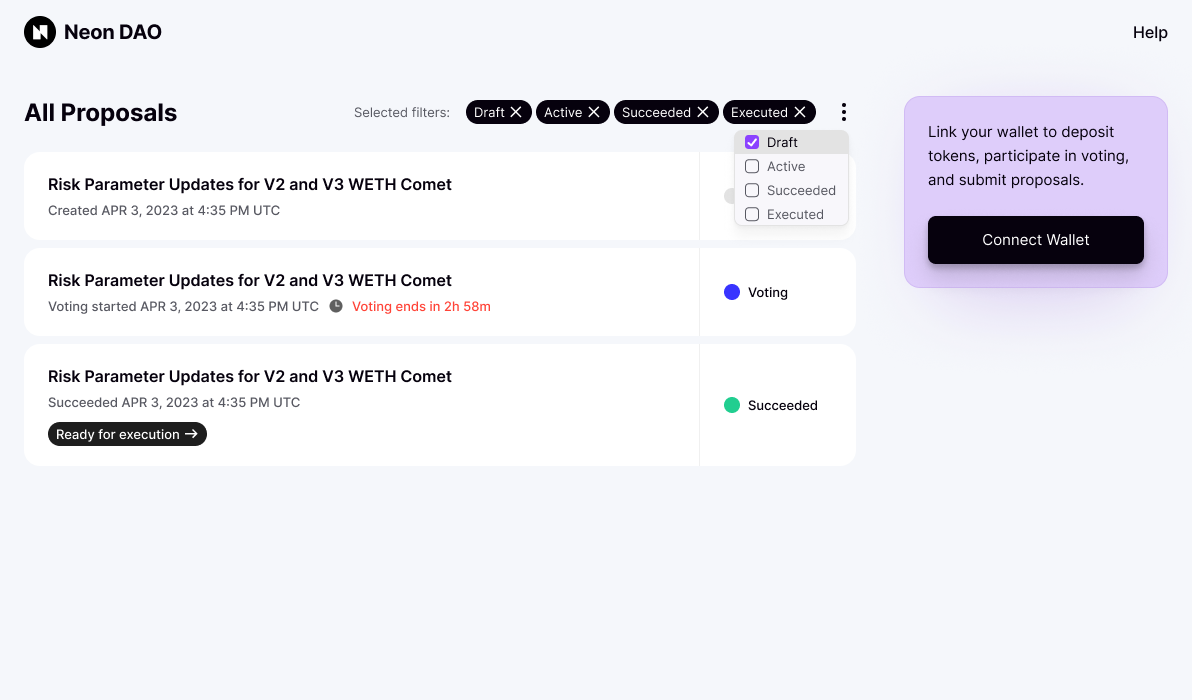 Neon DAO
Help
All Proposals
Selected filters:
Draft
Active
Succeeded
Executed
Draft
Active
Succeeded
Executed
Risk Parameter Updates for V2 and V3 WETH Comet
Created APR 3, 2023 at 4:35 PM UTC
Risk Parameter Updates for V2 and V3 WETH Comet
Voting started APR 3, 2023 at 4:35 PM UTC
Voting ends in 2h 58m
Voting
Risk Parameter Updates for V2 and V3 WETH Comet
Succeeded APR 3, 2023 at 4:35 PM UTC
Ready for execution →
Succeeded
Link your wallet to deposit
tokens, participate in voting,
and submit proposals.
Connect Wallet